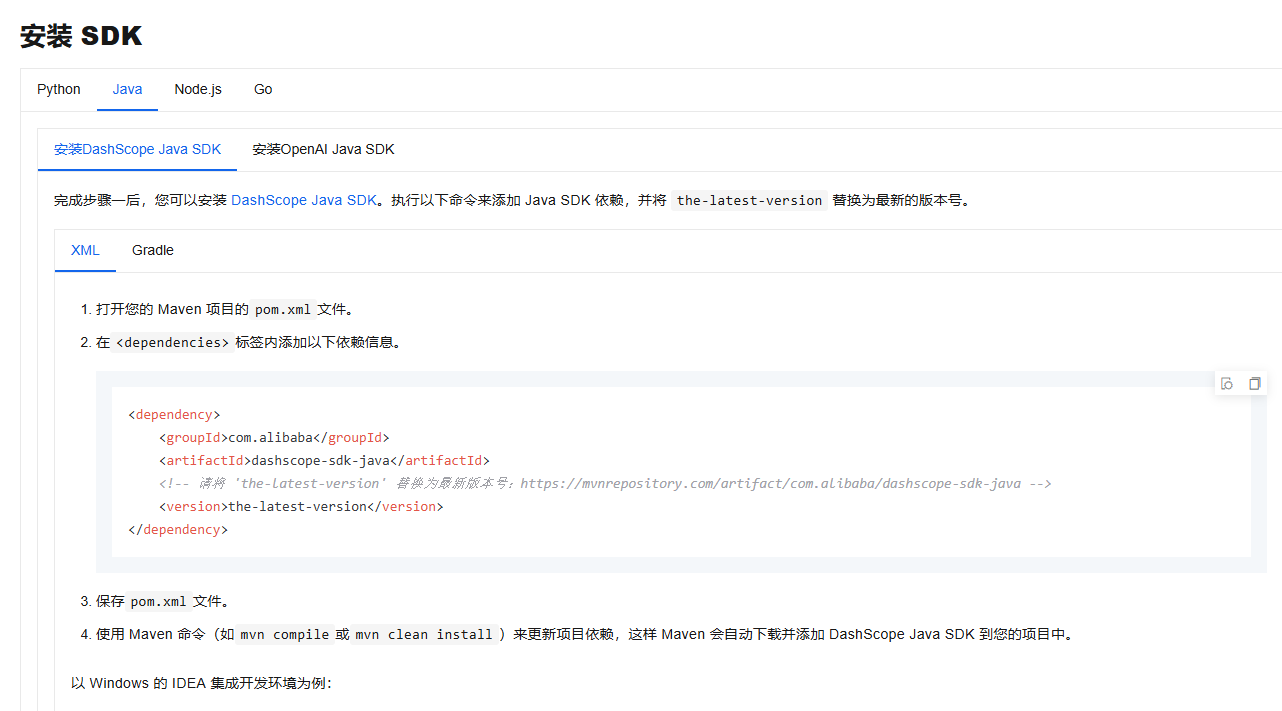 安装 SDK
Python Java Node.js Go
安装DashScope Java SDK 安装OpenAI Java SDK
完成步骤一后，您可以安装 DashScope Java SDK。执行以下命令来添加 Java SDK 依赖，并将 the-latest-version 替换为最新的版本号。
XML Gradle
1. 打开您的 Maven 项目的 pom.xml 文件。
2. 在 <dependencies> 标签内添加以下依赖信息。
<dependency>
    <groupId>com.alibaba</groupId>
    <artifactId>dashscope-sdk-java</artifactId>
    <!-- 请将 'the-latest-version' 替换为最新版本号：https://mvnrepository.com/artifact/com.alibaba/dashscope-sdk-java -->
    <version>the-latest-version</version>
</dependency>
3. 保存 pom.xml 文件。
4. 使用 Maven 命令（如 mvn compile 或 mvn clean install ）来更新项目依赖，这样 Maven 会自动下载并添加 DashScope Java SDK 到您的项目中。
以 Windows 的 IDEA 集成开发环境为例：